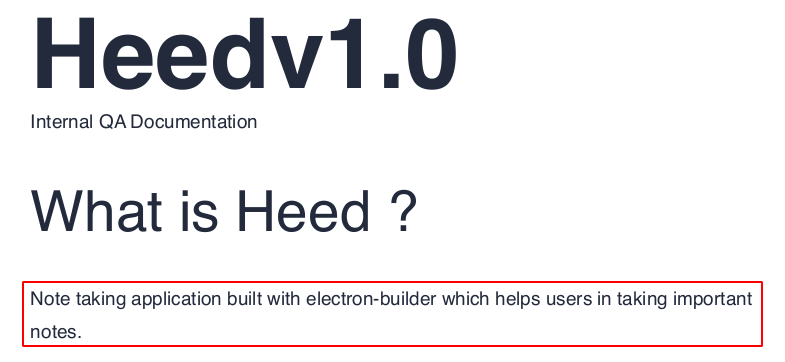 Heedv1.0
Internal QA Documentation
What is Heed ?
Note taking application built with electron-builder which helps users in taking important
notes.